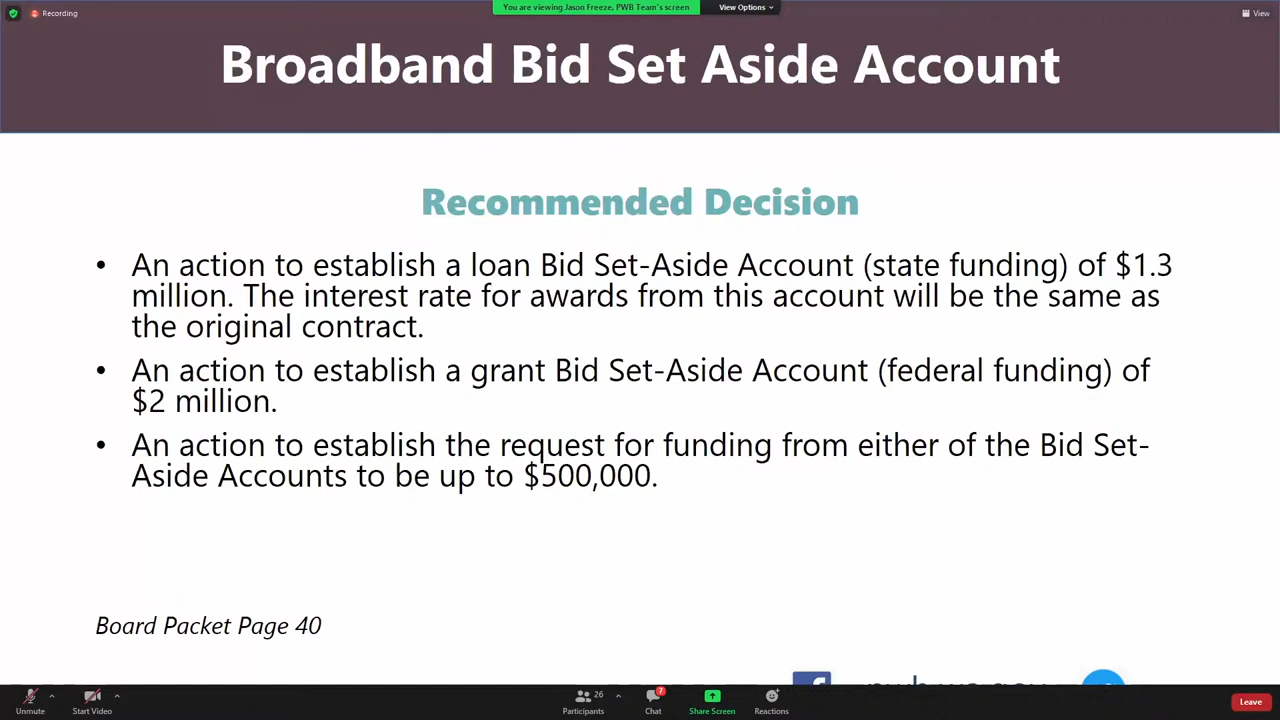 You are viewing Jason Freeze, PWB Team's screen
View Options
Recording
View
Broadband Bid Set Aside Account
Recommended Decision
• An action to establish a loan Bid Set-Aside Account (state funding) of $1.3
million. The interest rate for awards from this account will be the same as
the original contract.
• An action to establish a grant Bid Set-Aside Account (federal funding) of
$2 million.
• An action to establish the request for funding from either of the Bid Set-
Aside Accounts to be up to $500,000.
Board Packet Page 40
Unmute
Start Video
26
Participants
7
Chat
Share Screen
Reactions
Leave